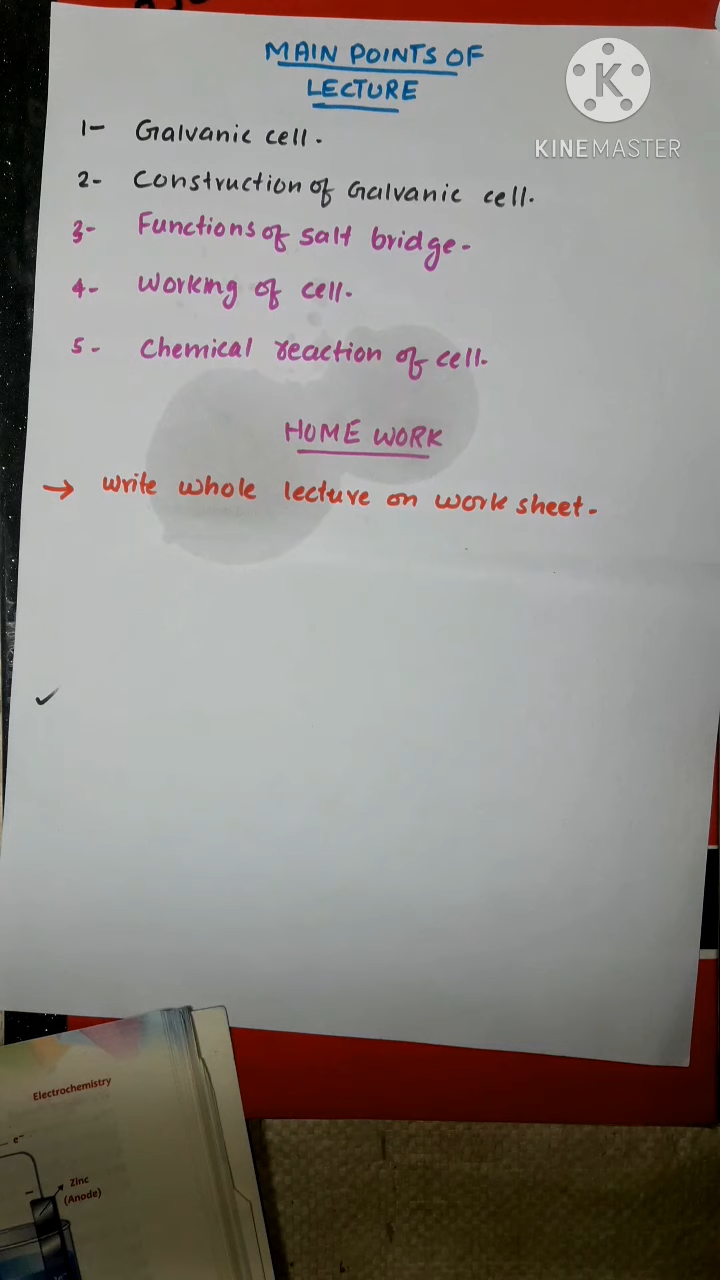 MAIN POINTS OF
LECTURE
K
KINEMASTER
1- Galvanic cell.
2- Construction of Galvanic cell.
3- Functions of salt bridge.
4- Working of cell.
5- Chemical reaction of cell.
HOME WORK
→ write whole lecture on work sheet.
Electrochemistry
e⁻
Zinc
(Anode)